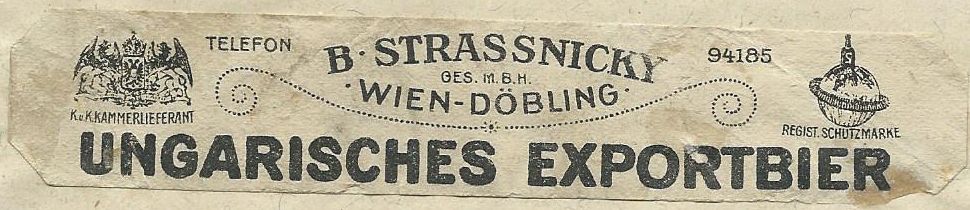 TELEFON
B. STRASSNICKY
94185
GES. M. B. H.
·WIEN-DÖBLING·
K.u.K.KAMMERLIEFERANT
REGIST. SCHUTZMARKE
UNGARISCHES EXPORTBIER